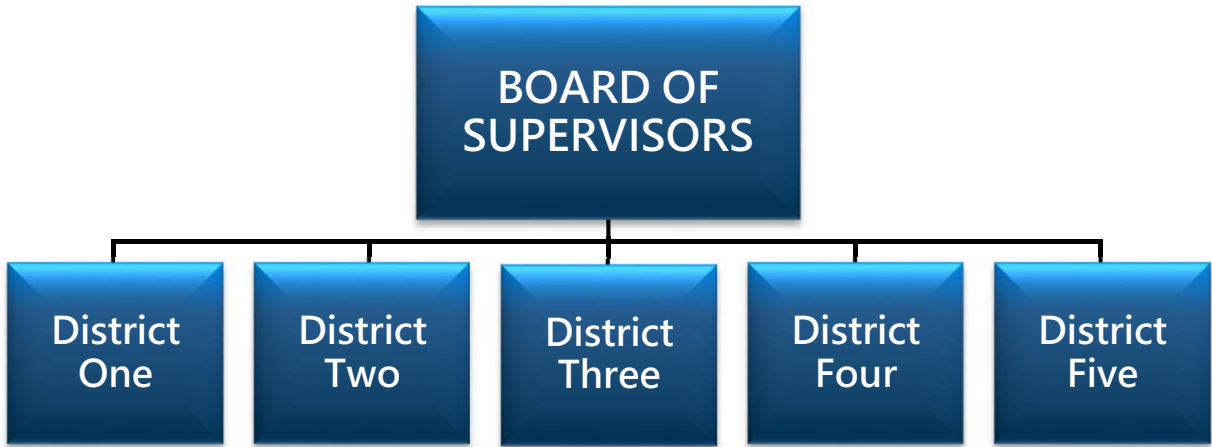 BOARD OF
SUPERVISORS
District
One
District
Two
District
Three
District
Four
District
Five